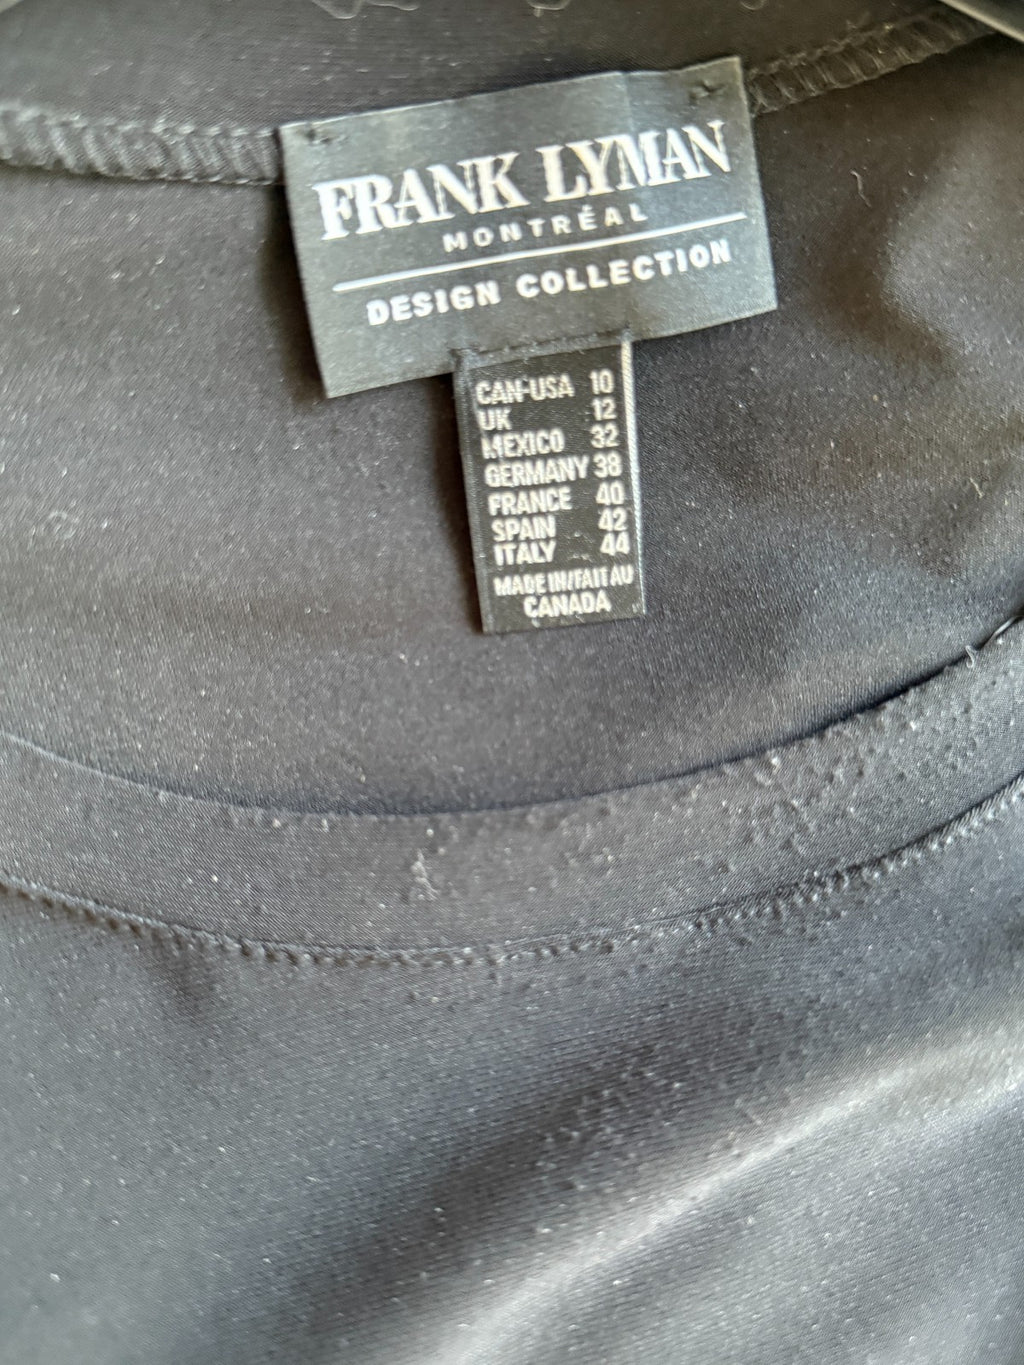 FRANK LYMAN
MONTRÉAL
DESIGN COLLECTION
CAN-USA 10
UK 12
MEXICO 32
GERMANY 38
FRANCE 40
SPAIN 42
ITALY 44
MADE IN/FAIT AU
CANADA